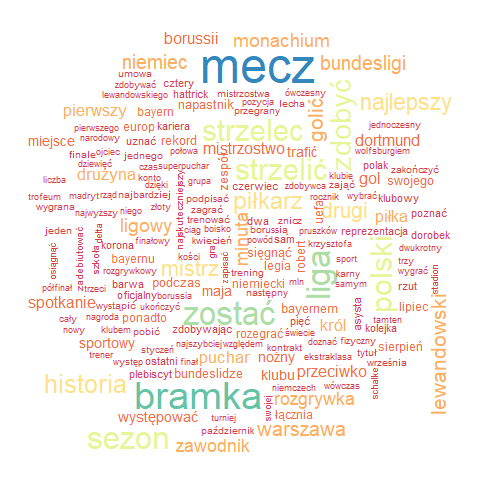 borussii
monachium
mecz
niemiec
bundesligi
umowa
zdobywać
cztery
lewandowskiego
hattrick
mistrzostwa
ówczesny
liczba
napastnik
pozycja
lecha
przegrany
golić
zdobyć
najlepszy
pierwszy
bayern
pierwszego
europ
kariera
strzelec
jednoczesny
narodowy
uznać
rekord
mistrzostwo
trafić
dortmund
wolfsburgiem
miejsce
ojciec
połowa
finale
jednego
superpuchar
zespół
polak
zakończyć
dziewięć
czas
klubie
drużyna
konto
grupa
strzelić
czerwiec
zdobywca
zająć
gol
swojego
dzięki
trofeum
madryt
rząd
najbardziej
najskuteczniejszy
podpisać
piłkarz
rocznik
wybrać
klubowy
wygrana
złoty
zagrać
uefa
drugi
piłka
poznać
najwyższy
niego
boisko
minuta
trenować
dwa
znicz
pruszków
reprezentacja
dorobek
jeden
ligowy
ciąg
szkoła
delta
korona
finałowy
kwiecień
powód
sam
krzysztofa
dwukrotny
osiągnąć
zadebiutować
bayernu
kości
gra
sięgnąć
robert
sport
polski
trzy
rozgrywkowy
mistrz
zapisać
legia
liga
karny
wygrać
stadion
półfinał
trzeci
barwa
podczas
trening
niemiecki
mln
samym
rzut
oficjalny
borussia
maja
następny
spotkanie
wystąpić
ukończyć
zostać
bayernem
asysta
lipiec
lewandowski
cały
nagroda
ponadto
pięć
król
tamten
nowy
klubem
pobić
zdobywając
świecie
kolejka
rozegrać
sportowy
najszybciej
względem
doznać
fizyczny
sierpień
trener
styczeń
kontrakt
występ
ostatni
finał
puchar
nożny
ekstraklasa
tytuł
września
plebiscyt
bundeslidze
klubu
przeciwko
historia
niemczech
wówczas
schalke
bramka
swojej
rozgrywka
występować
turniej
łącznia
sezon
październik
warszawa
zawodnik